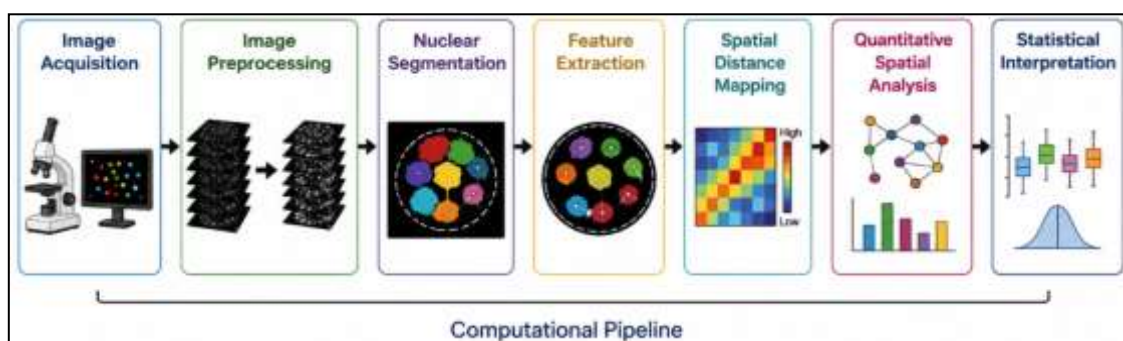 Image
Acquisition
Image
Preprocessing
Nuclear
Segmentation
Feature
Extraction
Spatial
Distance
Mapping
High
Low
Quantitative
Spatial
Analysis
Statistical
Interpretation
Computational Pipeline